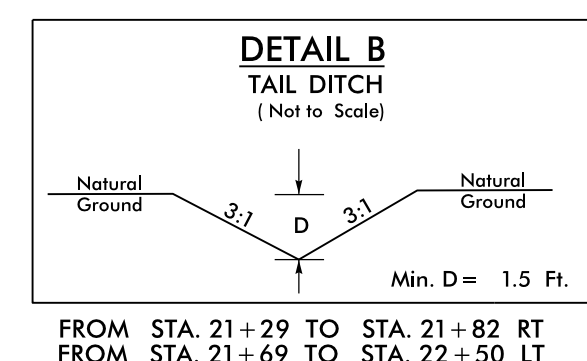 DETAIL B
TAIL DITCH
( Not to Scale)
Natural
Ground
Natural
Ground
3:1
D
3:1
Min. D = 1.5 Ft.
FROM STA. 21+29 TO STA. 21+82 RT
FROM STA. 21+69 TO STA. 22+50 LT